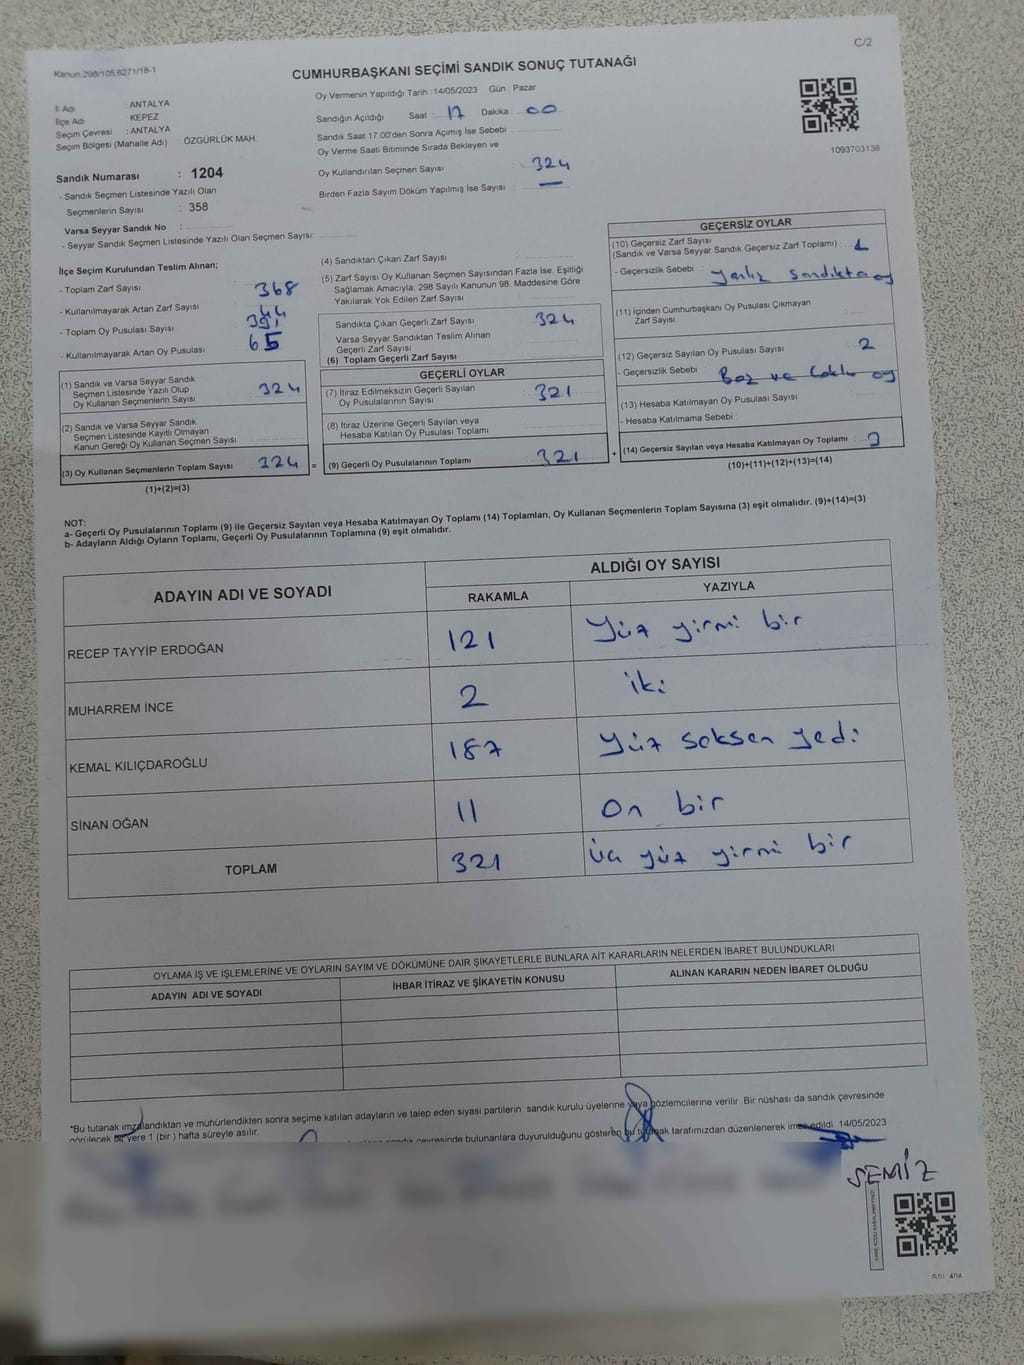 C/2
Kanun:298/105,6271/18-1
CUMHURBAŞKANI SEÇİMİ SANDIK SONUÇ TUTANAĞI
İl Adı : ANTALYA
İlçe Adı : KEPEZ
Seçim Çevresi : ANTALYA
Seçim Bölgesi (Mahalle Adı) : ÖZGÜRLÜK MAH.
Oy Vermenin Yapıldığı Tarih : 14/05/2023 Gün : Pazar
Sandığın Açıldığı Saat : 17 Dakika : 00
Sandık Saat 17:00'den Sonra Açımış İse Sebebi :
Oy Verme Saati Bitiminde Sırada Bekleyen ve
Oy Kullandırılan Seçmen Sayısı : 324
Birden Fazla Sayım Döküm Yapılmış İse Sayısı : —
1093703136
Sandık Numarası : 1204
- Sandık Seçmen Listesinde Yazılı Olan
Seçmenlerin Sayısı : 358
Varsa Seyyar Sandık No :
- Seyyar Sandık Seçmen Listesinde Yazılı Olan Seçmen Sayısı:
İlçe Seçim Kurulundan Teslim Alınan;
- Toplam Zarf Sayısı : 368
- Kullanılmayarak Artan Zarf Sayısı : 44
- Toplam Oy Pusulası Sayısı :
- Kullanılmayarak Artan Oy Pusulası : 65
(1) Sandık ve Varsa Seyyar Sandık
Seçmen Listesinde Yazılı Olup
Oy Kullanan Seçmenlerin Sayısı : 324
(2) Sandık ve Varsa Seyyar Sandık
Seçmen Listesinde Kayıtlı Olmayan
Kanun Gereği Oy Kullanan Seçmen Sayısı :
(3) Oy Kullanan Seçmenlerin Toplam Sayısı : 324 =
(1)+(2)=(3)
(4) Sandıktan Çıkan Zarf Sayısı :
(5) Zarf Sayısı Oy Kullanan Seçmen Sayısından Fazla İse, Eşitliği
Sağlamak Amacıyla, 298 Sayılı Kanunun 98. Maddesine Göre
Yakılarak Yok Edilen Zarf Sayısı :
Sandıkta Çıkan Geçerli Zarf Sayısı : 324
Varsa Seyyar Sandıktan Teslim Alınan
Geçerli Zarf Sayısı :
(6) Toplam Geçerli Zarf Sayısı :
GEÇERLİ OYLAR
(7) İtiraz Edilmeksizin Geçerli Sayılan
Oy Pusulalarının Sayısı : 321
(8) İtiraz Üzerine Geçerli Sayılan veya
Hesaba Katılan Oy Pusulası Toplamı :
(9) Geçerli Oy Pusulalarının Toplamı : 321 +
GEÇERSİZ OYLAR
(10) Geçersiz Zarf Sayısı
(Sandık ve Varsa Seyyar Sandık Geçersiz Zarf Toplamı) : 1
- Geçersizlik Sebebi : sandıkta oy
(11) İçinden Cumhurbaşkanı Oy Pusulası Çıkmayan
Zarf Sayısı :
(12) Geçersiz Sayılan Oy Pusulası Sayısı : 2
- Geçersizlik Sebebi : Boz ve oy
(13) Hesaba Katılmayan Oy Pusulası Sayısı :
- Hesaba Katılmama Sebebi :
(14) Geçersiz Sayılan veya Hesaba Katılmayan Oy Toplamı : 3
(10)+(11)+(12)+(13)=(14)
NOT:
a- Geçerli Oy Pusulalarının Toplamı (9) ile Geçersiz Sayılan veya Hesaba Katılmayan Oy Toplamı (14) Toplamları, Oy Kullanan Seçmenlerin Toplam Sayısına (3) eşit olmalıdır. (9)+(14)=(3)
b- Adayların Aldığı Oyların Toplamı, Geçerli Oy Pusulalarının Toplamına (9) eşit olmalıdır.
ADAYIN ADI VE SOYADI ALDIĞI OY SAYISI
RAKAMLA YAZIYLA
RECEP TAYYİP ERDOĞAN 121 Yüz yirmi bir
MUHARREM İNCE 2 iki
KEMAL KILIÇDAROĞLU 187 Yüz seksen yedi
SİNAN OĞAN 11 On bir
TOPLAM 321 üç yüz yirmi bir
OYLAMA İŞ VE İŞLEMLERİNE VE OYLARIN SAYIM VE DÖKÜMÜNE DAİR ŞİKAYETLERLE BUNLARA AİT KARARLARIN NELERDEN İBARET BULUNDUKLARI
ADAYIN ADI VE SOYADI İHBAR İTİRAZ VE ŞİKAYETİN KONUSU ALINAN KARARIN NEDEN İBARET OLDUĞU
*Bu tutanak imzalandıktan ve mühürlendikten sonra seçime katılan adayların ve talep eden siyasi partilerin sandık kurulu üyelerine veya gözlemcilerine verilir. Bir nüshası da sandık çevresinde
görülecek bir yere 1 (bir) hafta süreyle asılır.
sandık çevresinde bulunanlara duyurulduğunu gösteren bu tutanak tarafımızdan düzenlenerek imza edildi. 14/05/2023
SEMİZ